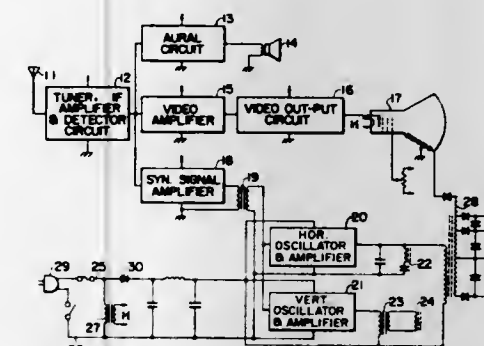 13
AURAL
CIRCUIT
14
11
12
TUNER, IF
AMPLIFIER
& DETECTOR
CIRCUIT
15
VIDEO
AMPLIFIER
16
VIDEO OUT-PUT
CIRCUIT
17
H
18
SYN. SIGNAL
AMPLIFIER
19
20
HOR.
OSCILLATOR
& AMPLIFIER
22
28
29
25
30
27
H
21
VERT
OSCILLATOR
& AMPLIFIER
23
24